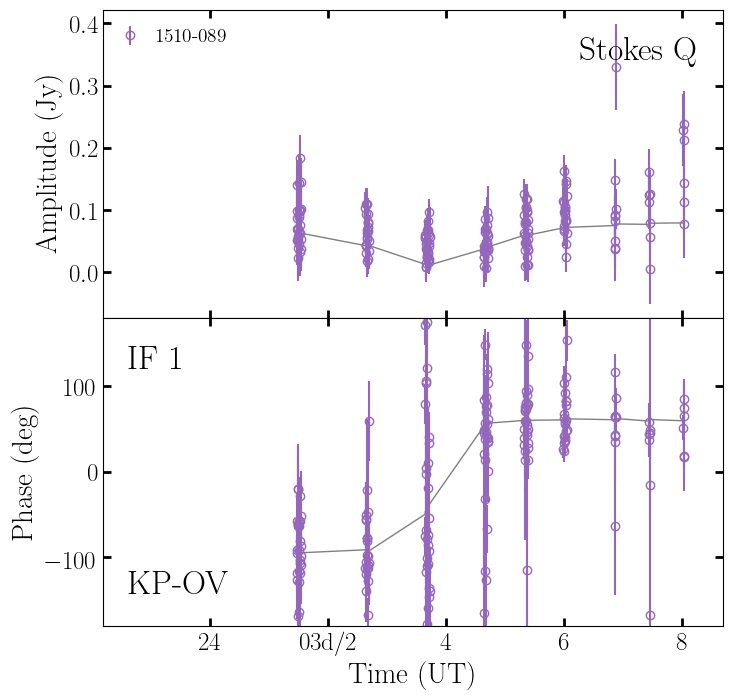 1510-089
Stokes Q
Amplitude (Jy)
0.4
0.3
0.2
0.1
0.0
IF 1
KP-OV
Phase (deg)
100
0
−100
24
03d/2
4
6
8
Time (UT)